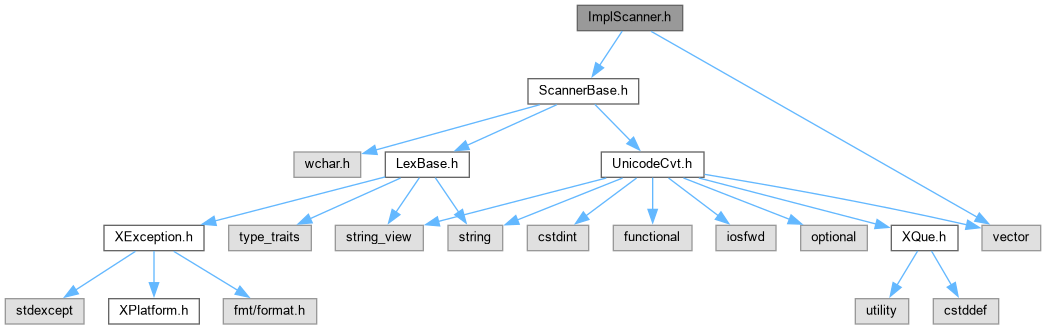 ImplScanner.h
ScannerBase.h
wchar.h
LexBase.h
UnicodeCvt.h
XException.h
type_traits
string_view
string
cstdint
functional
iosfwd
optional
XQue.h
vector
stdexcept
XPlatform.h
fmt/format.h
utility
cstddef